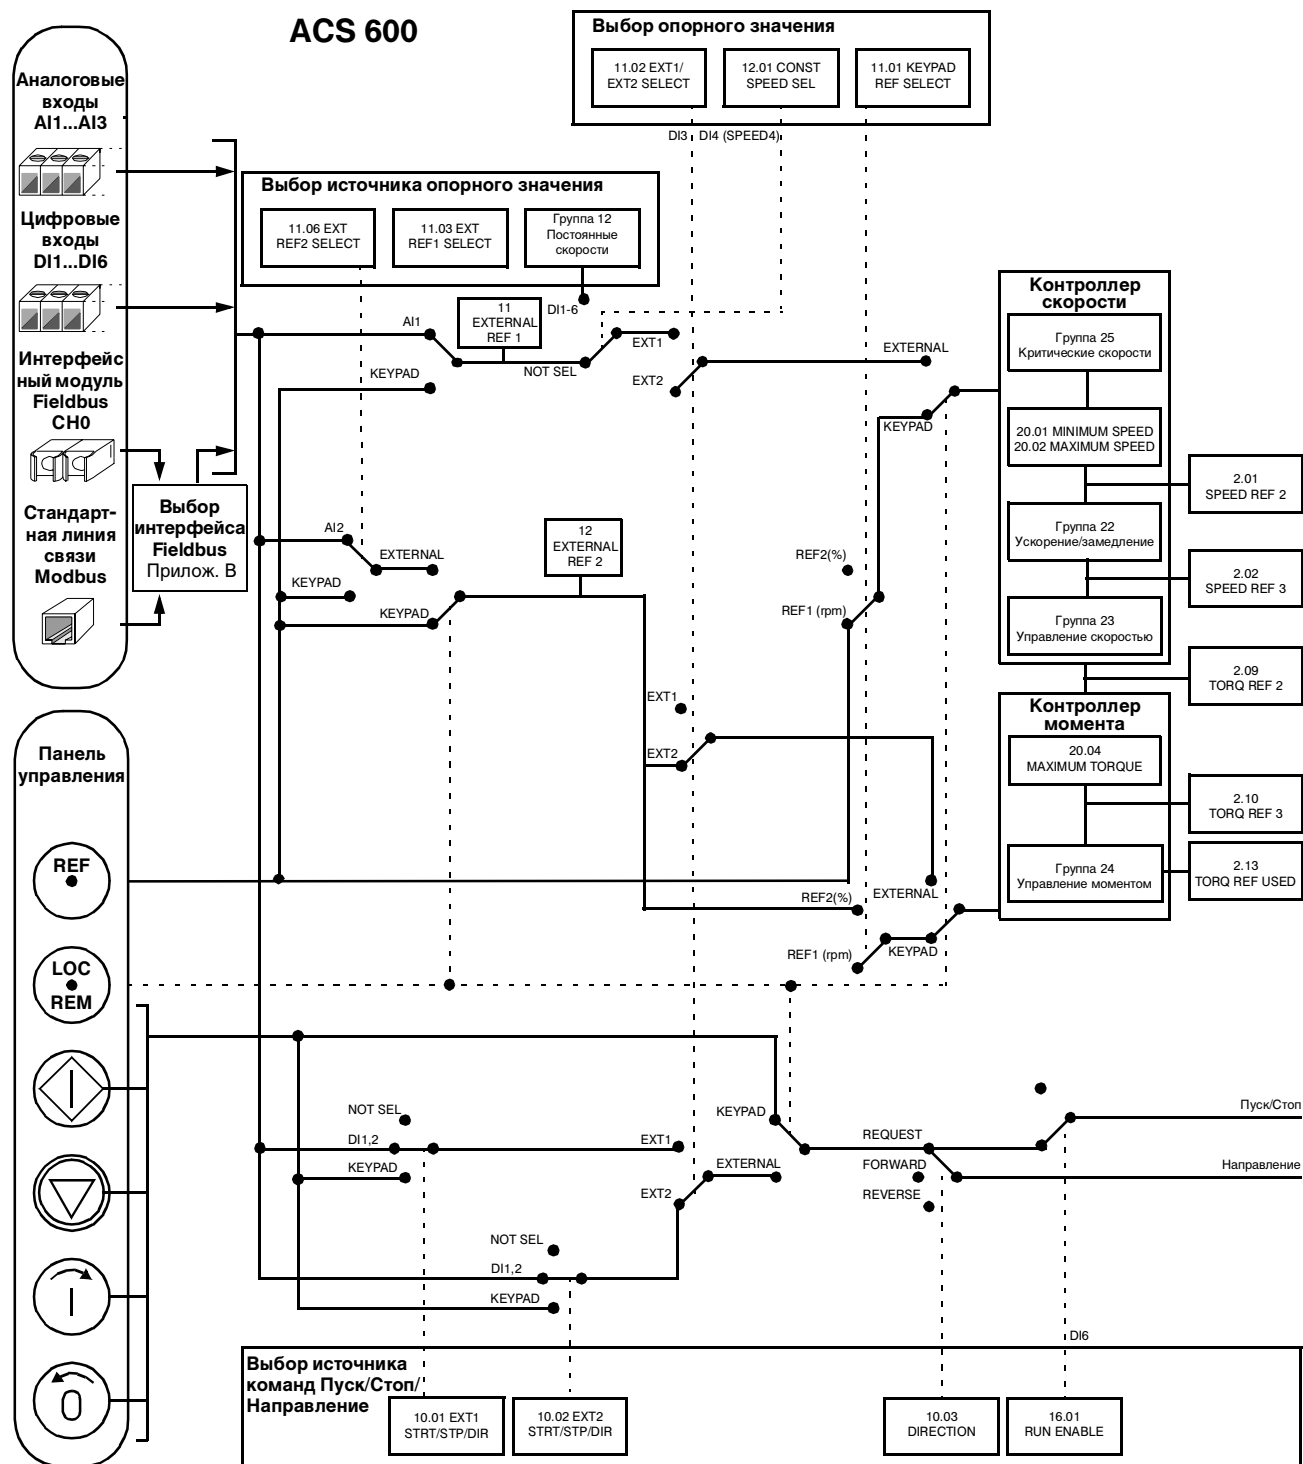 ACS 600
Выбор опорного значения
11.02 EXT1/
EXT2 SELECT
12.01 CONST
SPEED SEL
11.01 KEYPAD
REF SELECT
DI3
DI4 (SPEED4)
Аналоговые
входы
AI1...AI3
Цифровые
входы
DI1...DI6
Интерфейс
ный модуль
Fieldbus
CH0
Стандарт-
ная линия
связи
Modbus
Выбор
интерфейса
Fieldbus
Прилож. B
Выбор источника опорного значения
11.06 EXT
REF2 SELECT
11.03 EXT
REF1 SELECT
Группа 12
Постоянные
скорости
DI1-6
AI1
11
EXTERNAL
REF 1
KEYPAD
NOT SEL
EXT1
EXT2
EXTERNAL
KEYPAD
Контроллер
скорости
Группа 25
Критические скорости
20.01 MINIMUM SPEED
20.02 MAXIMUM SPEED
2.01
SPEED REF 2
Группа 22
Ускорение/замедление
2.02
SPEED REF 3
Группа 23
Управление скоростью
2.09
TORQ REF 2
AI2
EXTERNAL
KEYPAD
KEYPAD
12
EXTERNAL
REF 2
REF2(%)
REF1 (rpm)
EXT1
EXT2
Контроллер
момента
20.04
MAXIMUM TORQUE
2.10
TORQ REF 3
Группа 24
Управление моментом
2.13
TORQ REF USED
EXTERNAL
REF2(%)
REF1 (rpm)
KEYPAD
Панель
управления
REF
LOC
REM
NOT SEL
DI1,2
KEYPAD
EXT1
EXT2
KEYPAD
EXTERNAL
REQUEST
FORWARD
REVERSE
Пуск/Стоп
Направление
NOT SEL
DI1,2
KEYPAD
DI6
Выбор источника
команд Пуск/Стоп/
Направление
10.01 EXT1
STRT/STP/DIR
10.02 EXT2
STRT/STP/DIR
10.03
DIRECTION
16.01
RUN ENABLE